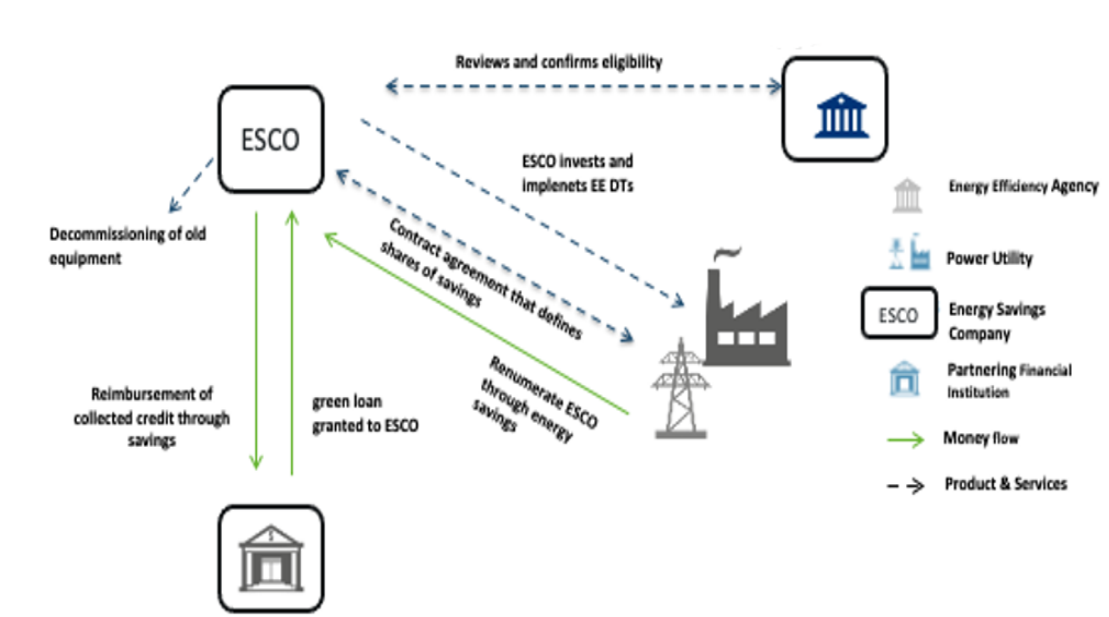 Reviews and confirms eligibility
ESCO
ESCO invests and
implenets EE DTs
Energy Efficiency Agency
Decommissioning of old
equipment
Contract agreement that defines
shares of savings
Power Utility
ESCO
Energy Savings
Company
Renumerate ESCO
through energy
savings
Partnering Financial
Institution
Reimbursement of
collected credit through
savings
green loan
granted to ESCO
Money flow
Product & Services